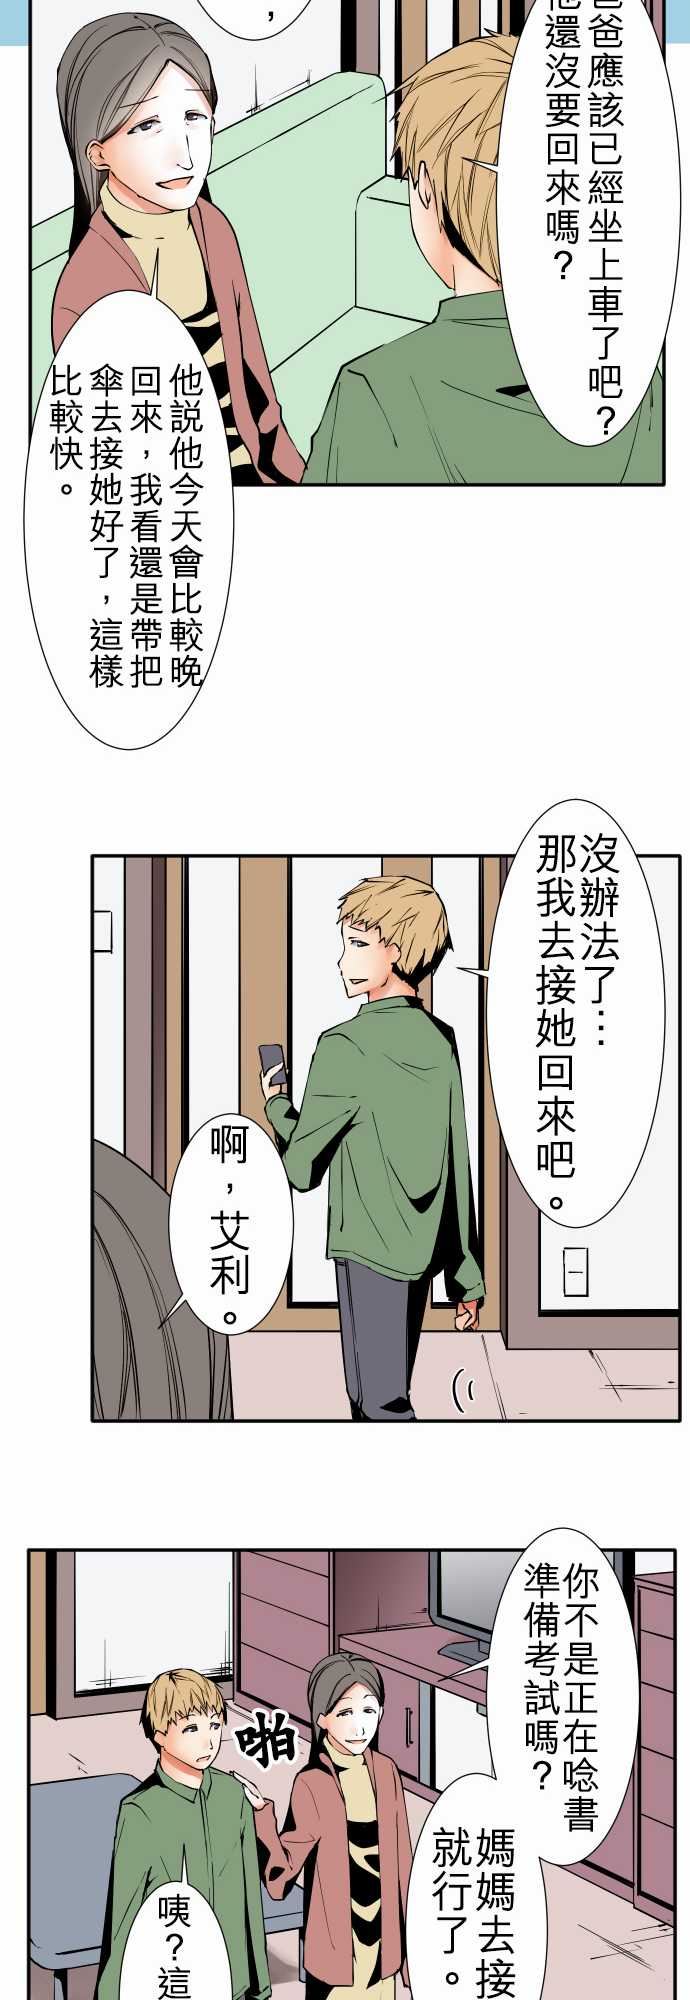 ，
爸爸應該已經坐上車了吧？
他還沒要回來嗎？
他説他今天會比較晚
回來，我看還是帶把
傘去接她好了，這樣
比較快。
沒辦法了⋯
那我去接她回來吧。
啊，艾利。
你不是正在唸書
準備考試嗎？
媽媽去接
就行了。
啪
咦？這